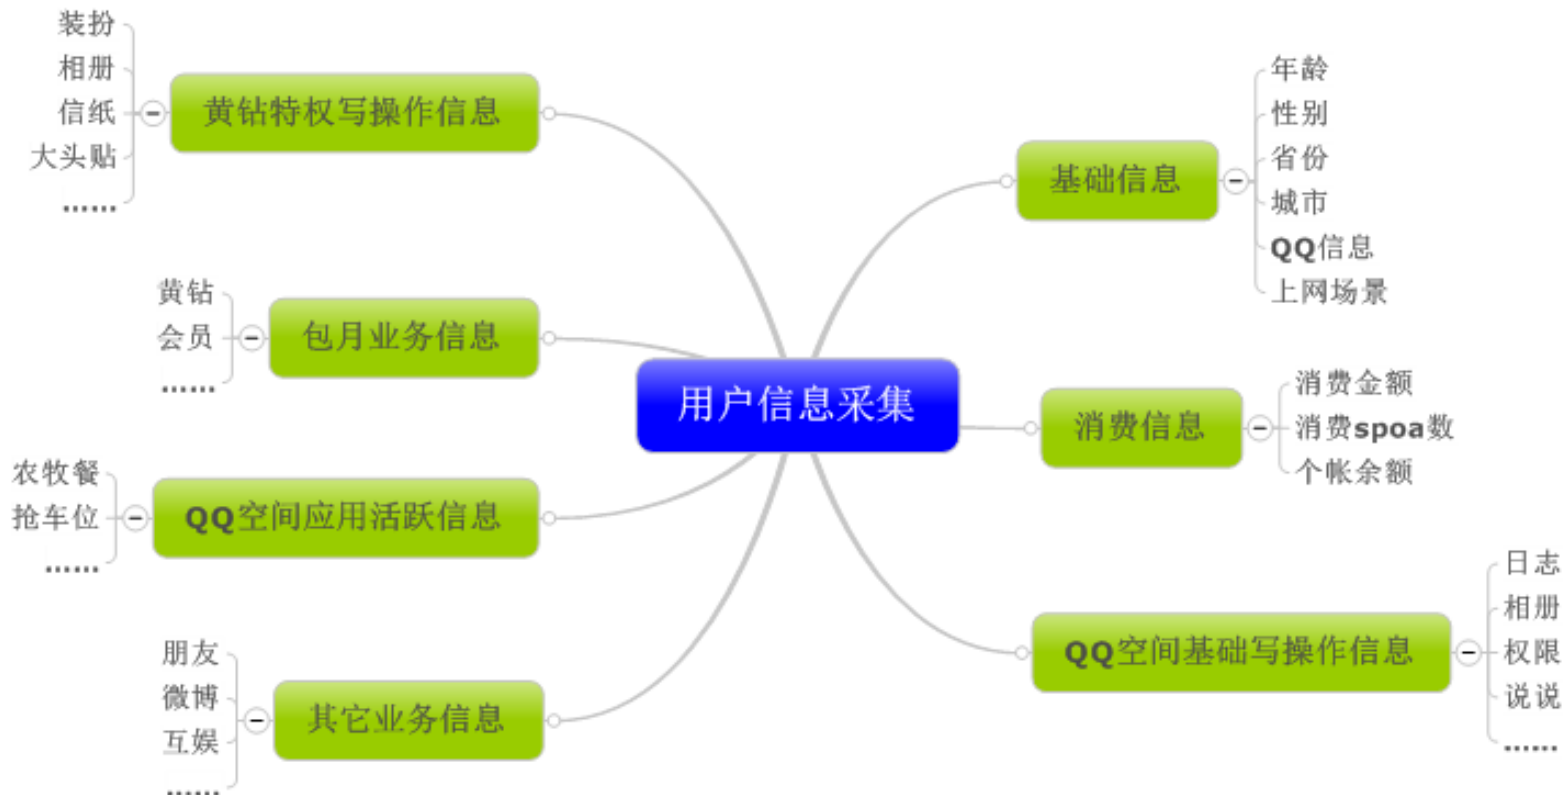 装扮
相册
信纸
大头贴
......
黄钻特权写操作信息
黄钻
会员
......
包月业务信息
农牧餐
抢车位
......
QQ空间应用活跃信息
朋友
微博
互娱
......
其它业务信息
用户信息采集
基础信息
年龄
性别
省份
城市
QQ信息
上网场景
消费信息
消费金额
消费spoa数
个帐余额
QQ空间基础写操作信息
日志
相册
权限
说说
......